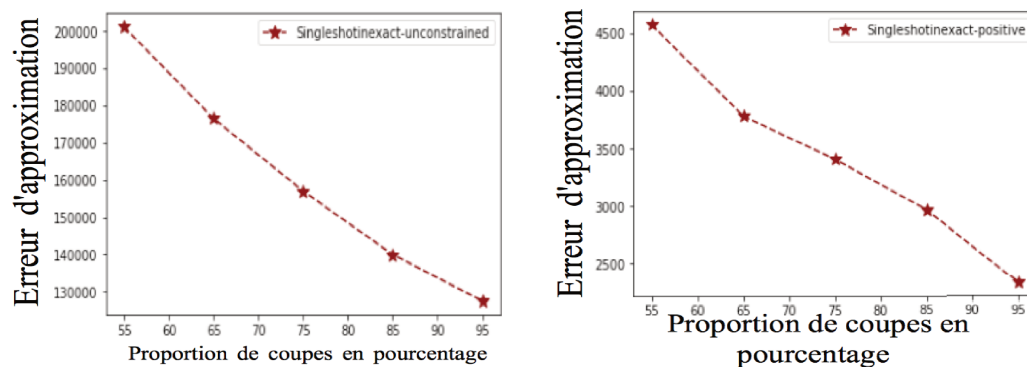 Erreur d'approximation
200000
190000
180000
170000
160000
150000
140000
130000
Singleshotinexact-unconstrained
55 60 65 70 75 80 85 90 95
Proportion de coupes en pourcentage
Erreur d'approximation
4500
4000
3500
3000
2500
Singleshotinexact-positive
55 60 65 70 75 80 85 90 95
Proportion de coupes en
pourcentage